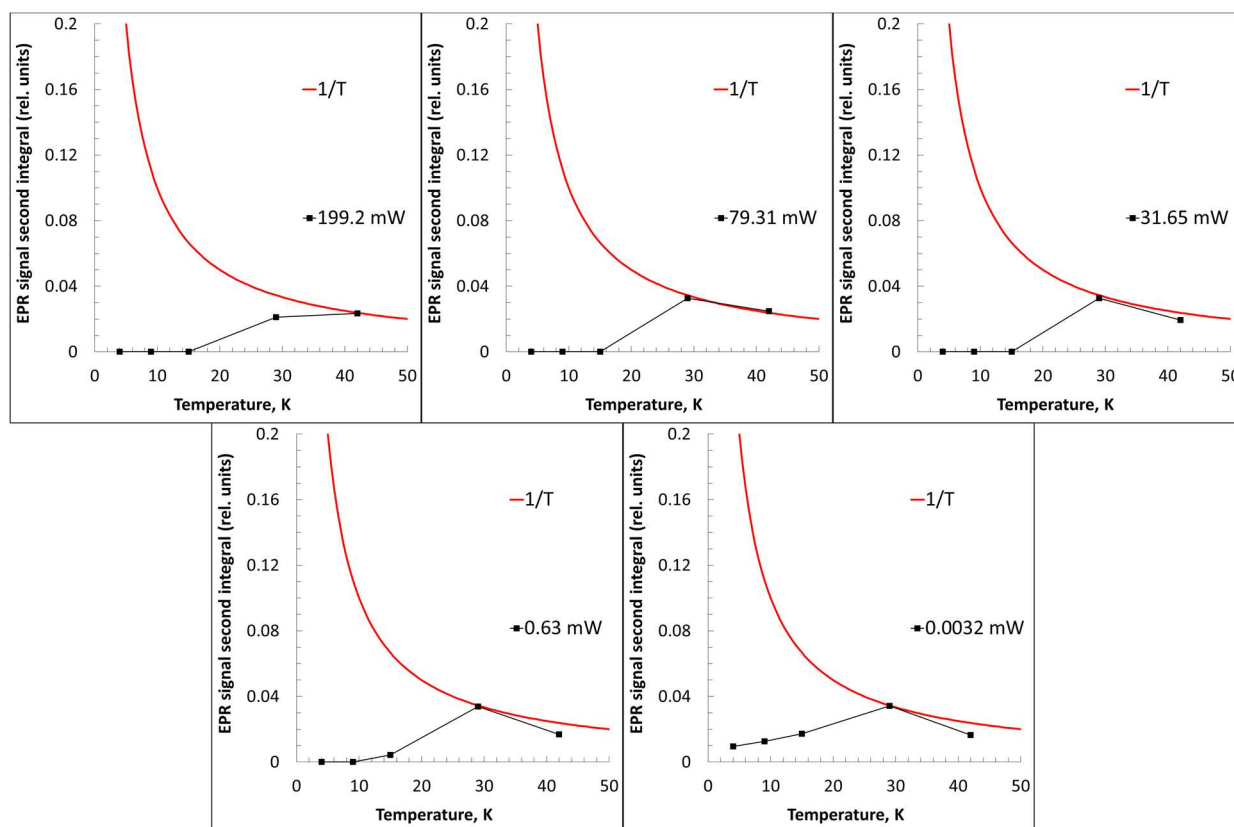 EPR signal second integral (rel. units)
0.2
0.16
0.12
0.08
0.04
0
1/T
199.2 mW
0 10 20 30 40 50
Temperature, K
EPR signal second integral (rel. units)
0.2
0.16
0.12
0.08
0.04
0
1/T
79.31 mW
0 10 20 30 40 50
Temperature, K
EPR signal second integral (rel. units)
0.2
0.16
0.12
0.08
0.04
0
1/T
31.65 mW
0 10 20 30 40 50
Temperature, K
EPR signal second integral (rel. units)
0.2
0.16
0.12
0.08
0.04
0
1/T
0.63 mW
0 10 20 30 40 50
Temperature, K
EPR signal second integral (rel. units)
0.2
0.16
0.12
0.08
0.04
0
1/T
0.0032 mW
0 10 20 30 40 50
Temperature, K